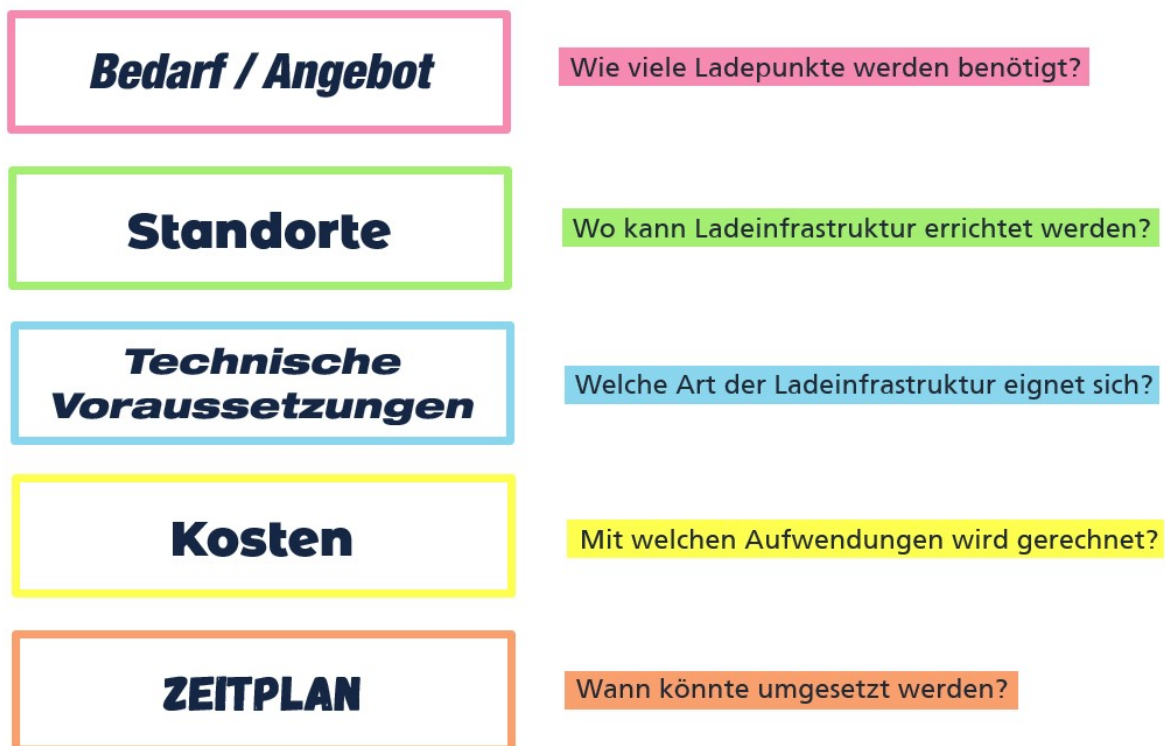 Bedarf / Angebot
Wie viele Ladepunkte werden benötigt?
Standorte
Wo kann Ladeinfrastruktur errichtet werden?
Technische
Voraussetzungen
Welche Art der Ladeinfrastruktur eignet sich?
Kosten
Mit welchen Aufwendungen wird gerechnet?
ZEITPLAN
Wann könnte umgesetzt werden?